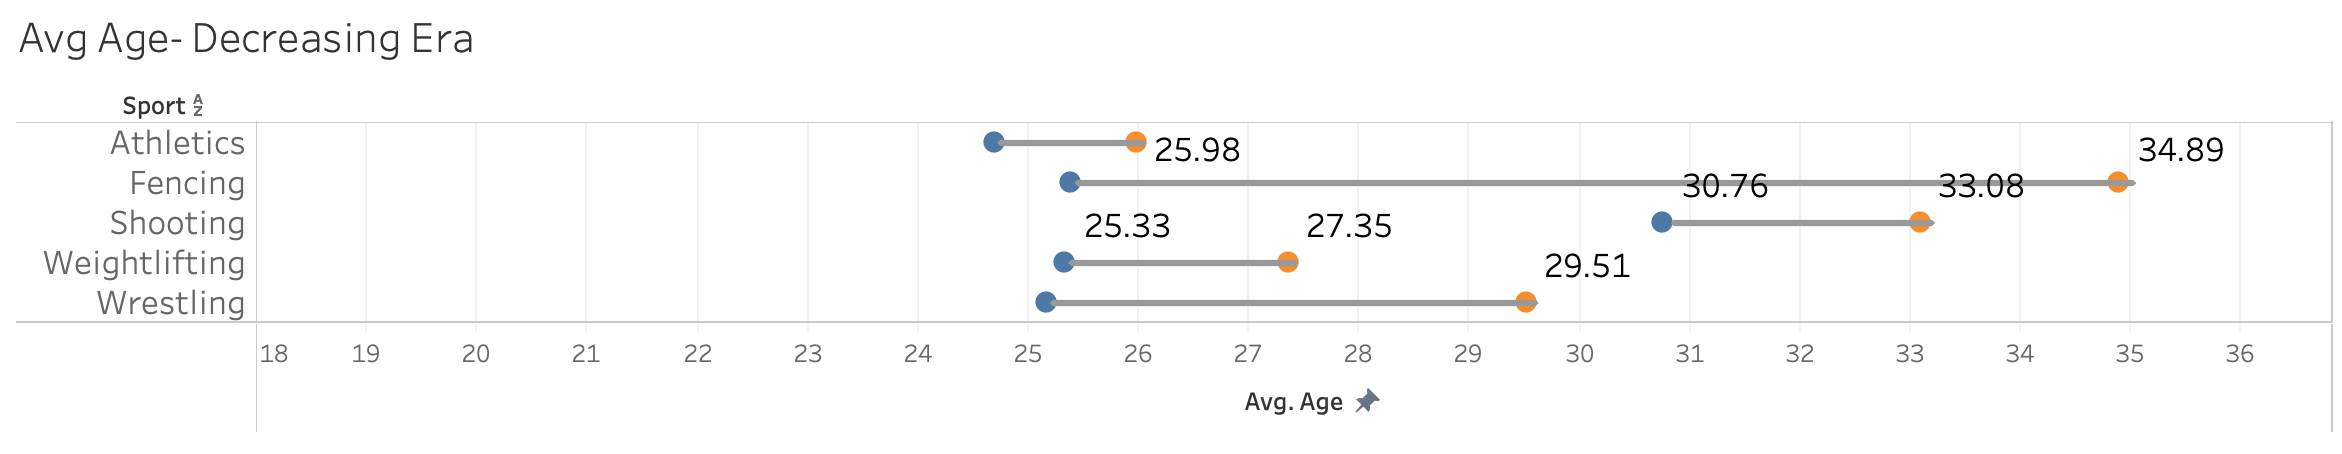 Avg Age- Decreasing Era
Sport
Athletics
25.98
34.89
Fencing
30.76
33.08
Shooting
25.33
27.35
Weightlifting
29.51
Wrestling
18 19 20 21 22 23 24 25 26 27 28 29 30 31 32 33 34 35 36
Avg. Age